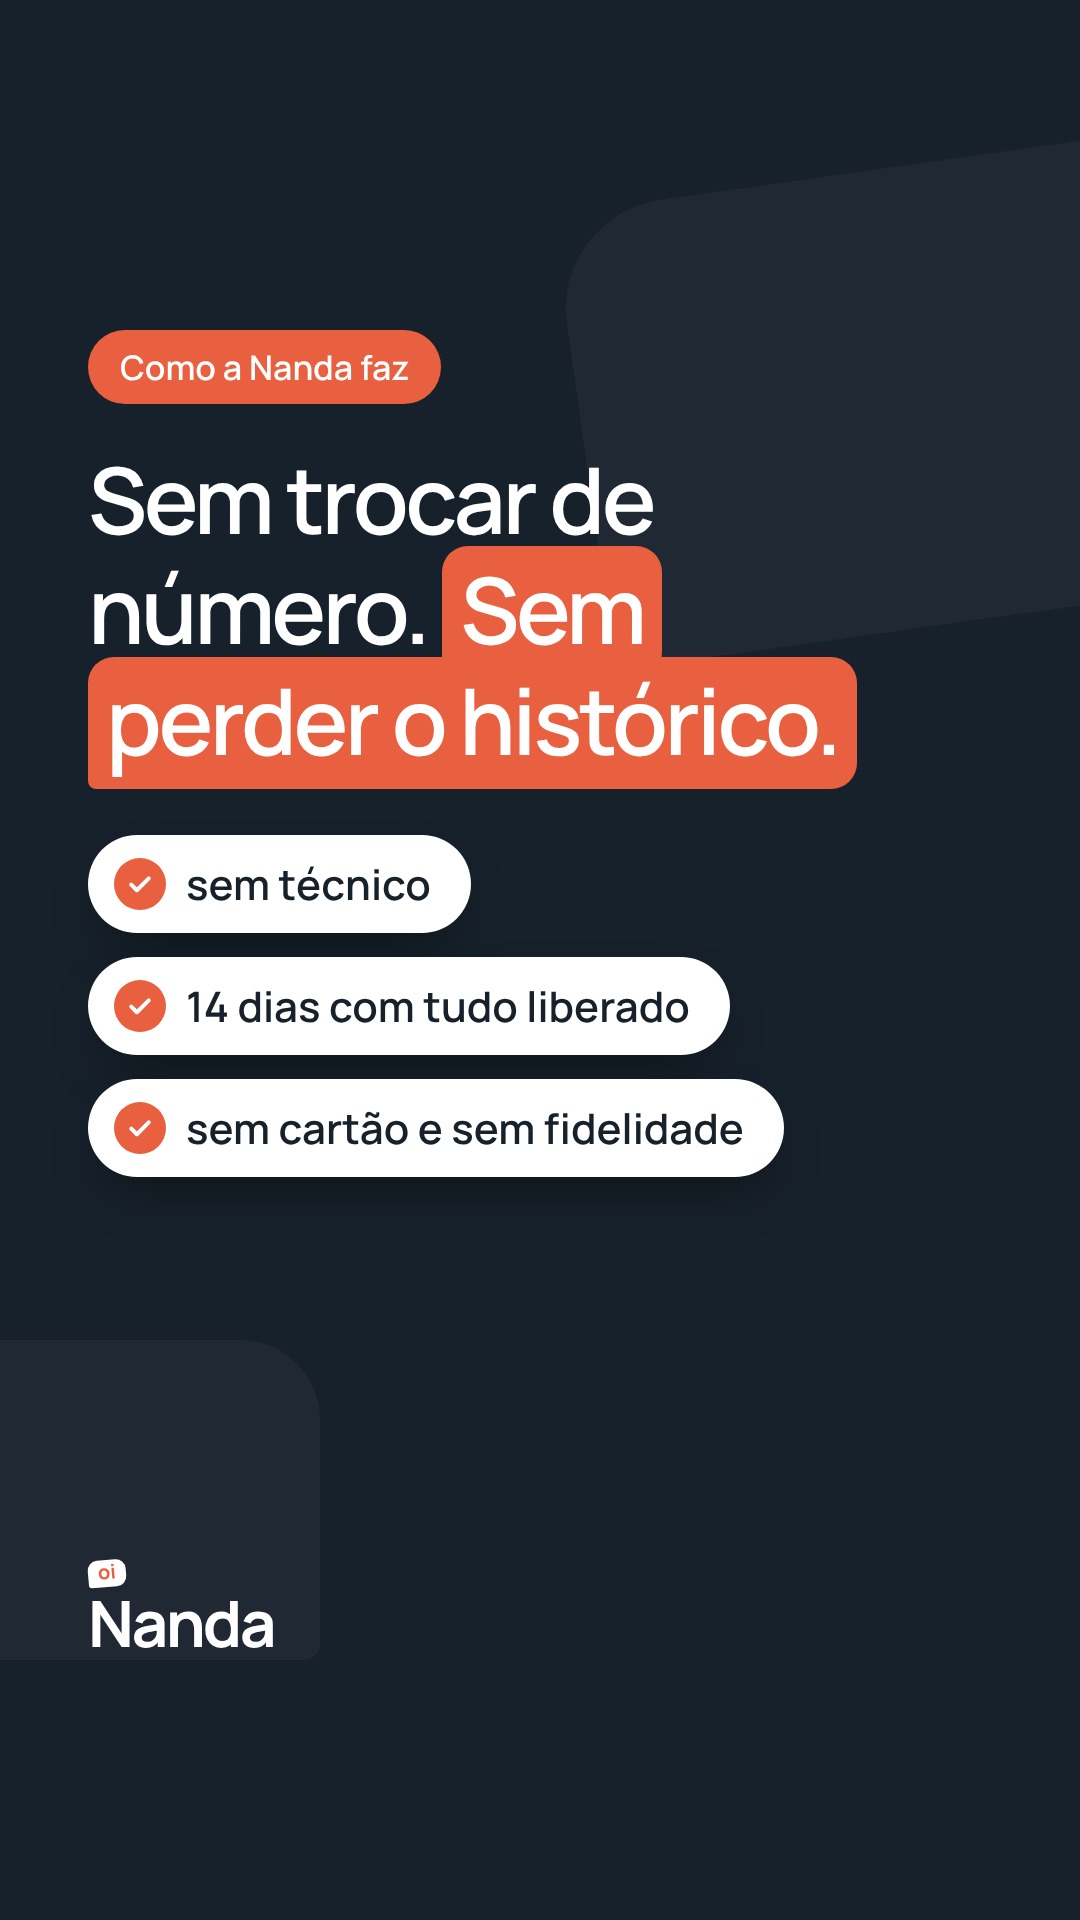 Como a Nanda faz
Sem trocar de
número. Sem
perder o histórico.
sem técnico
14 dias com tudo liberado
sem cartão e sem fidelidade
oi
Nanda